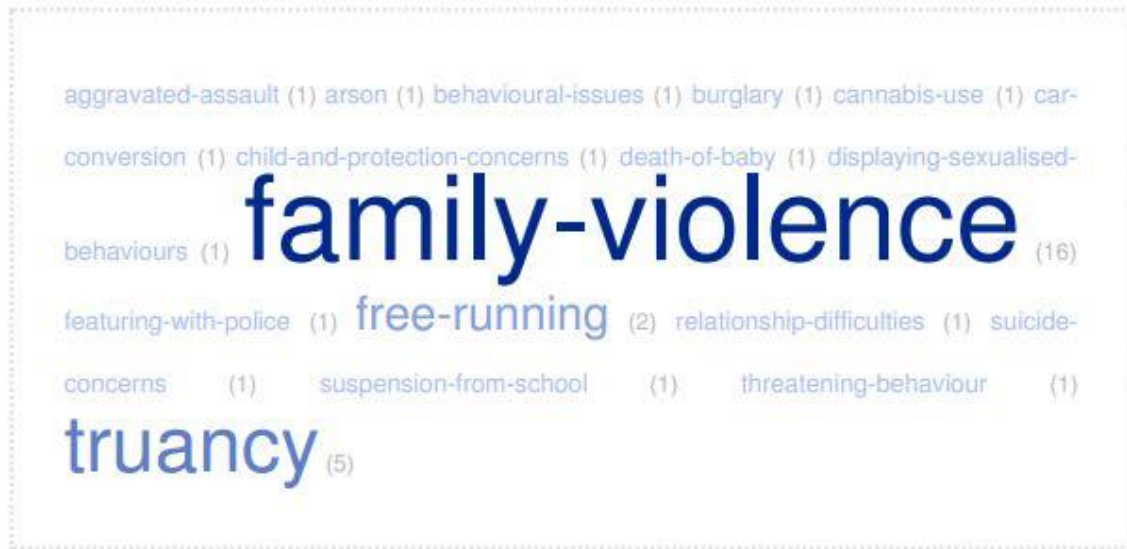 aggravated-assault (1) arson (1) behavioural-issues (1) burglary (1) cannabis-use (1) car-
conversion (1) child-and-protection-concerns (1) death-of-baby (1) displaying-sexualised-
behaviours (1) family-violence (16)
featuring-with-police (1) free-running (2) relationship-difficulties (1) suicide-
concerns (1) suspension-from-school (1) threatening-behaviour (1)
truancy (5)